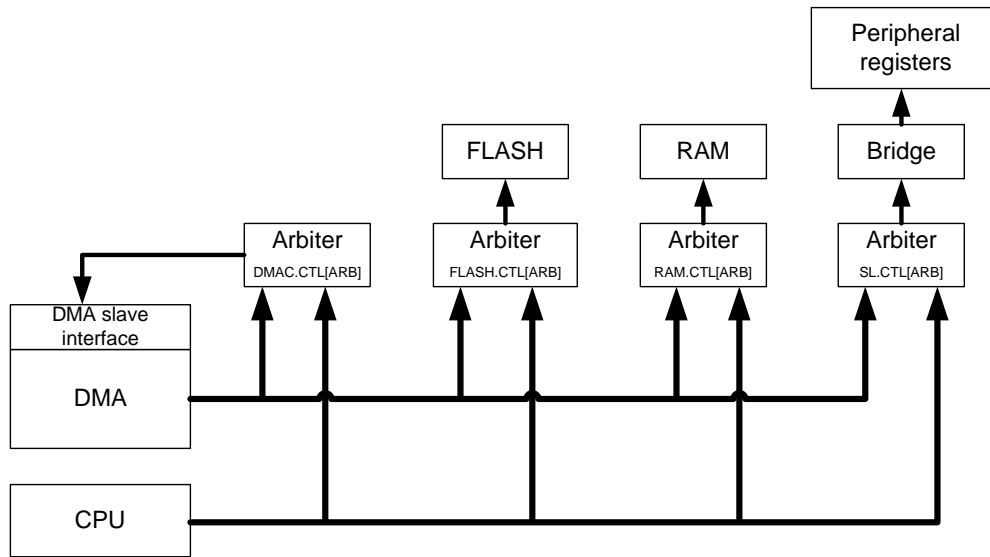 Peripheral
registers
FLASH
RAM
Bridge
Arbiter
DMAC.CTL[ARB]
Arbiter
FLASH.CTL[ARB]
Arbiter
RAM.CTL[ARB]
Arbiter
SL.CTL[ARB]
DMA slave
interface
DMA
CPU